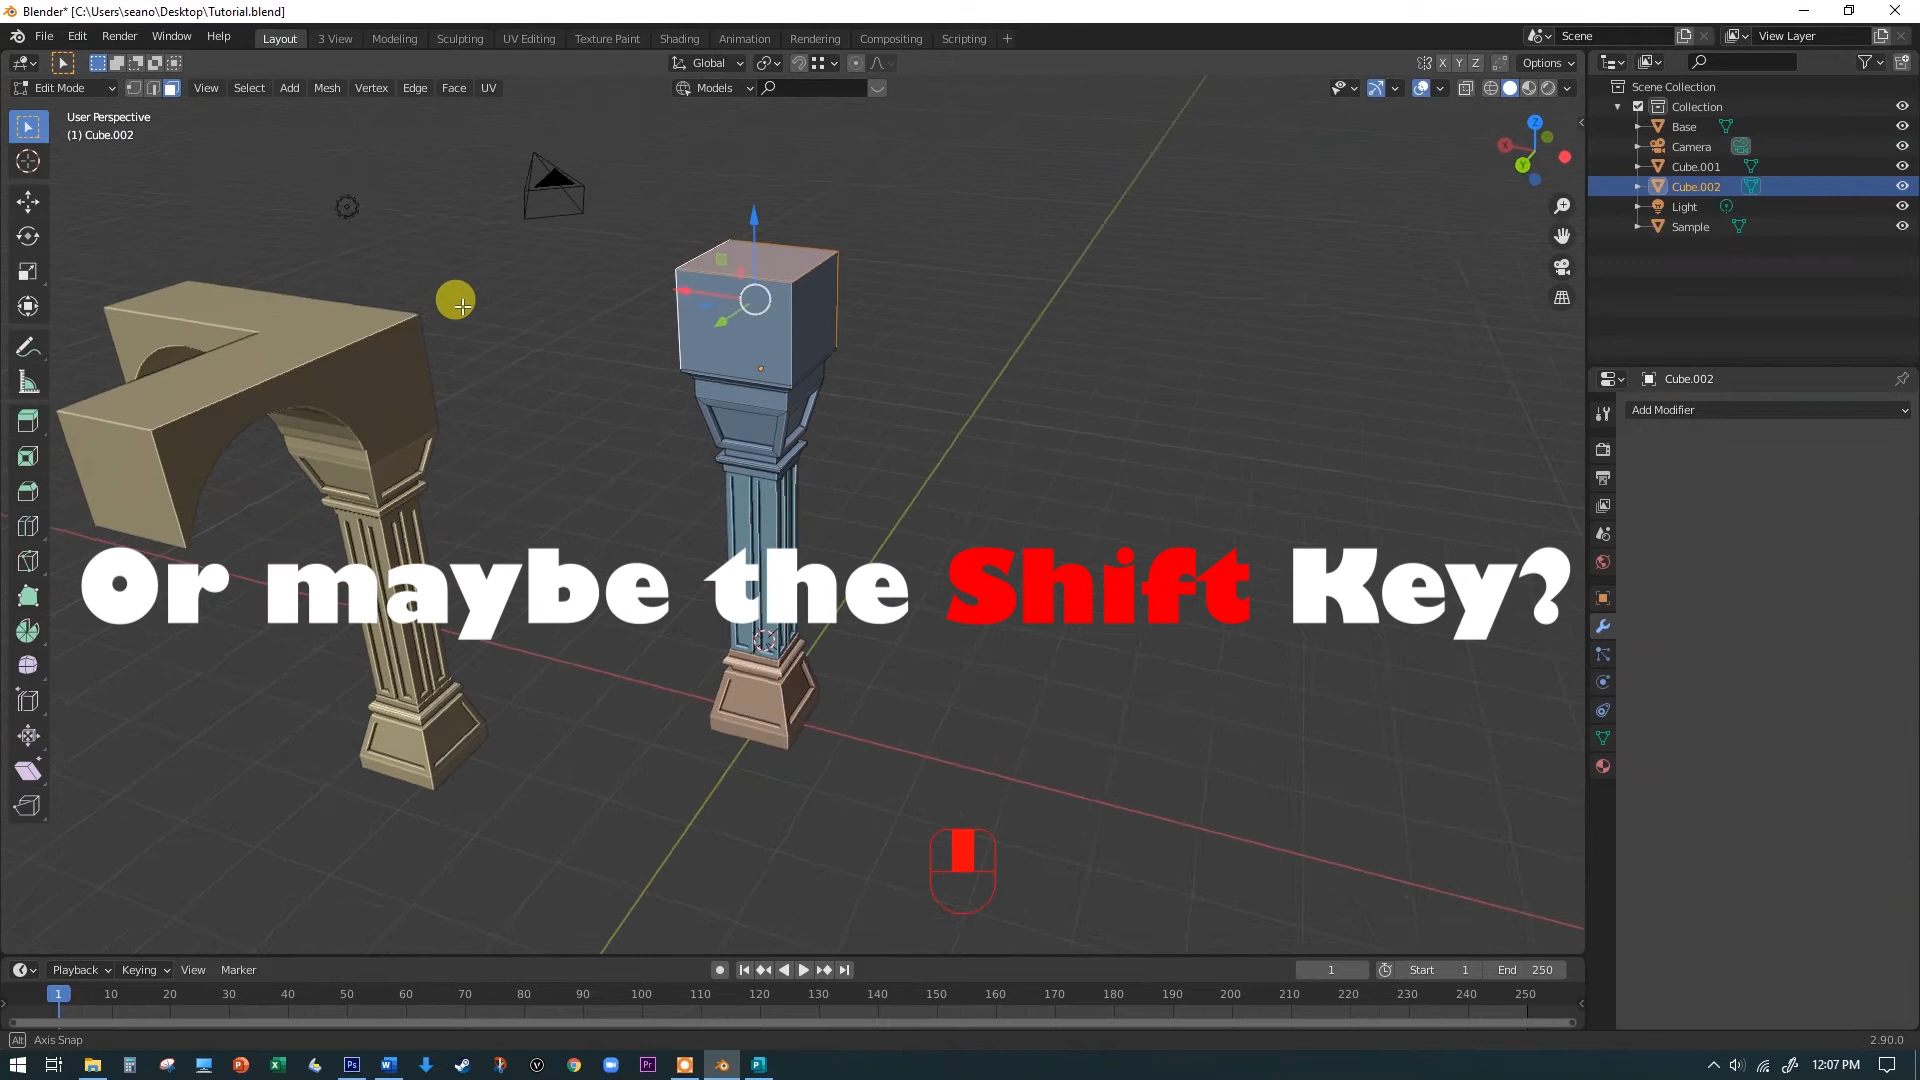 Blender* [C:\Users\seano\Desktop\Tutorial.blend]
File Edit Render Window Help Layout 3 View Modeling Sculpting UV Editing Texture Paint Shading Animation Rendering Compositing Scripting + Scene View Layer
Global X Y Z Options
Edit Mode View Select Add Mesh Vertex Edge Face UV Models
User Perspective
(1) Cube.002
Z
X
Y
Scene Collection
Collection
Base
Camera
Cube.001
Cube.002
Light
Sample
Cube.002
Add Modifier
Or maybe the Shift Key?
Playback Keying View Marker 1 Start 1 End 250
1 10 20 30 40 50 60 70 80 90 100 110 120 130 140 150 160 170 180 190 200 210 220 230 240 250
Alt Axis Snap 2.90.0
12:07 PM